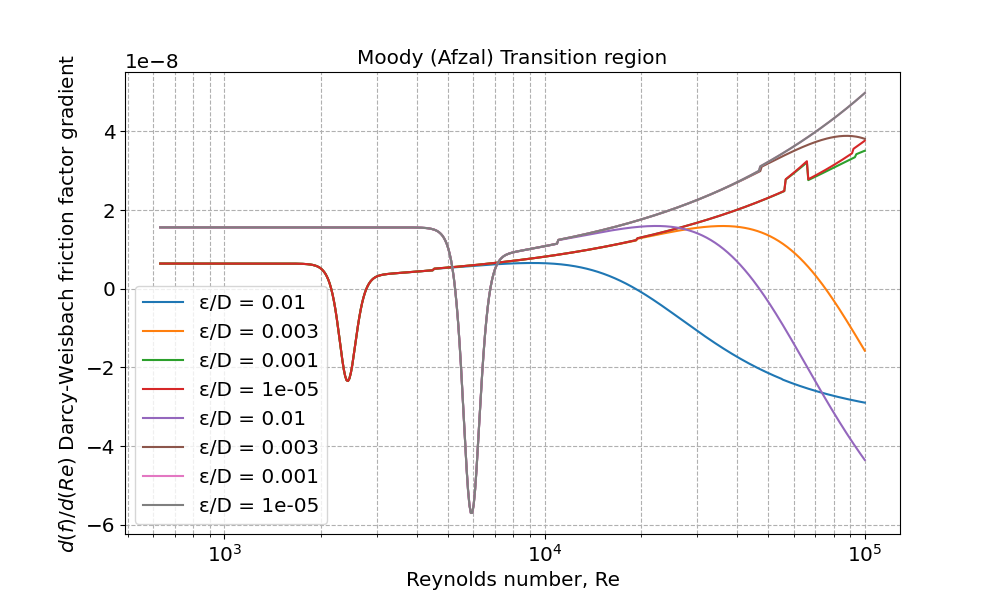 Moody (Afzal) Transition region
1e−8
d(f)/d(Re) Darcy-Weisbach friction factor gradient
4
2
0
−2
−4
−6
ε/D = 0.01
ε/D = 0.003
ε/D = 0.001
ε/D = 1e-05
ε/D = 0.01
ε/D = 0.003
ε/D = 0.001
ε/D = 1e-05
10³
10⁴
10⁵
Reynolds number, Re